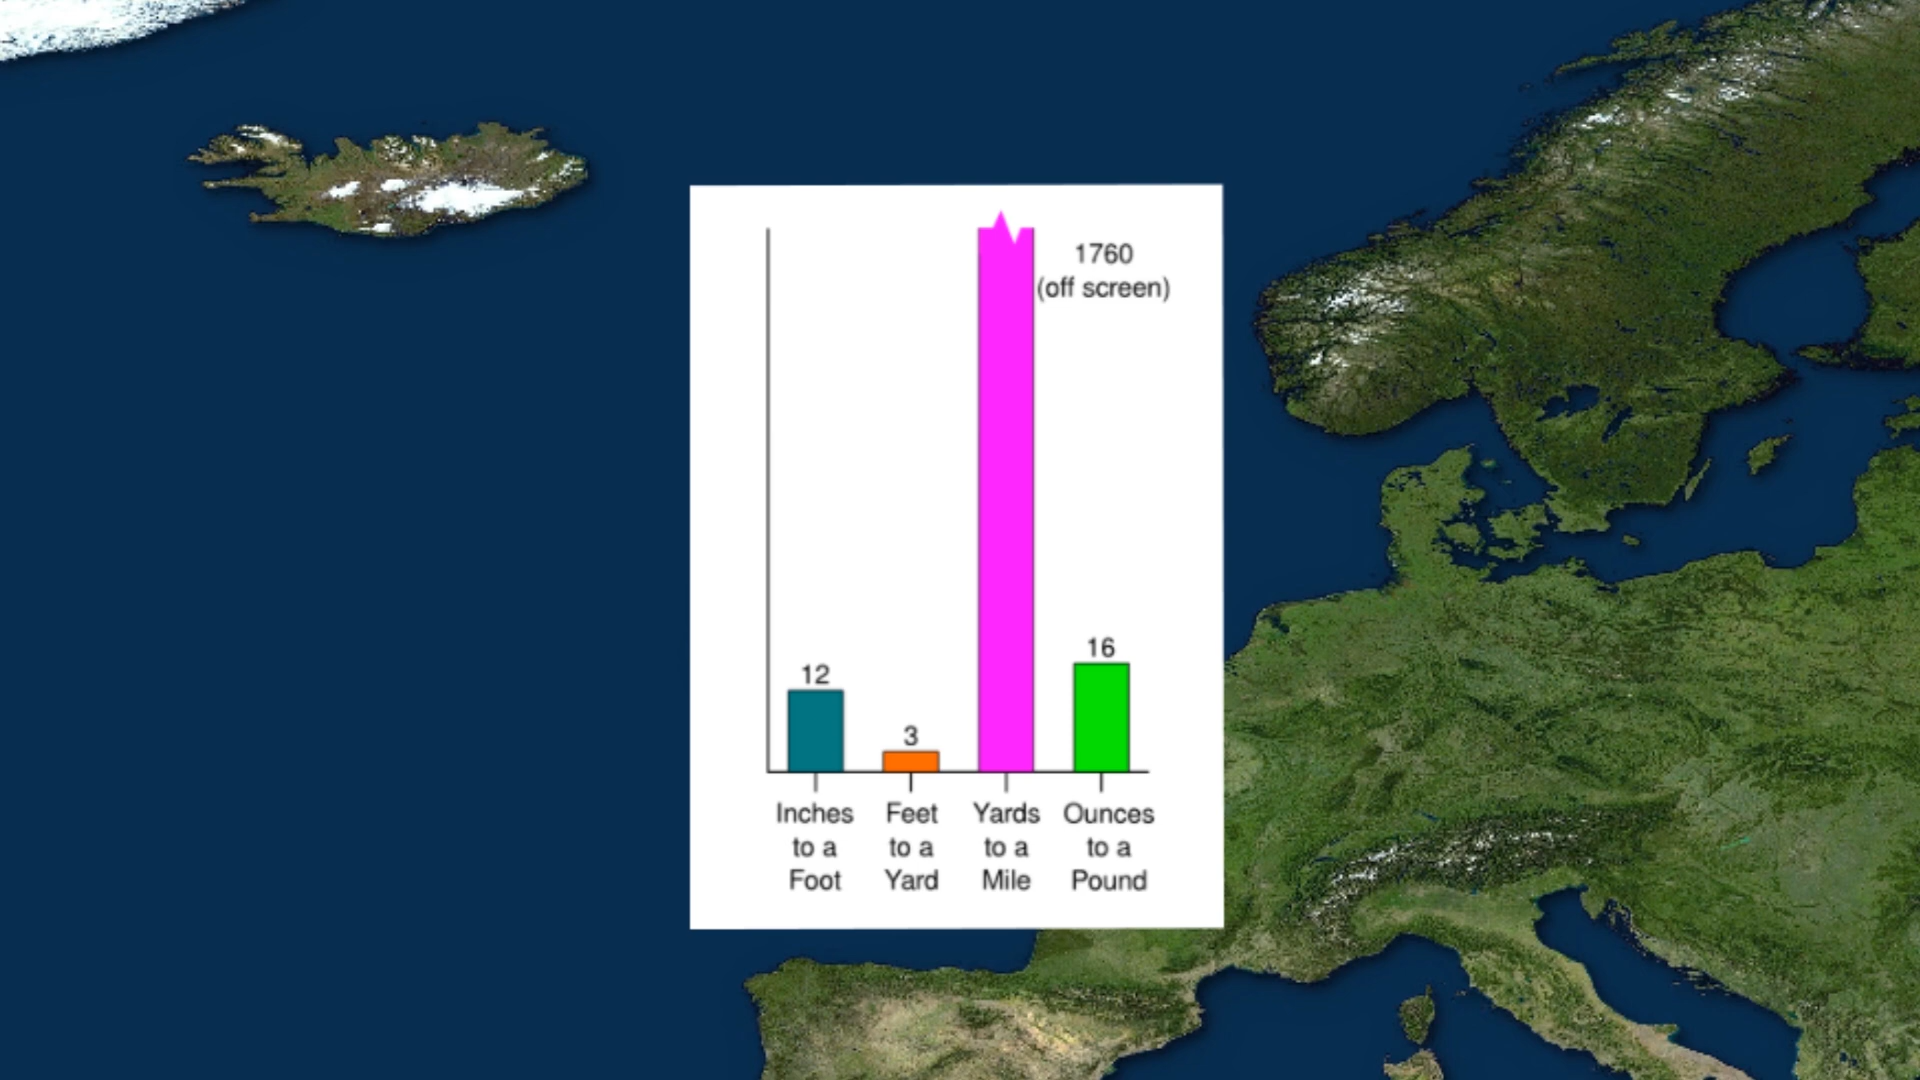 1760
(off screen)
16
12
3
Inches to a Foot
Feet to a Yard
Yards to a Mile
Ounces to a Pound